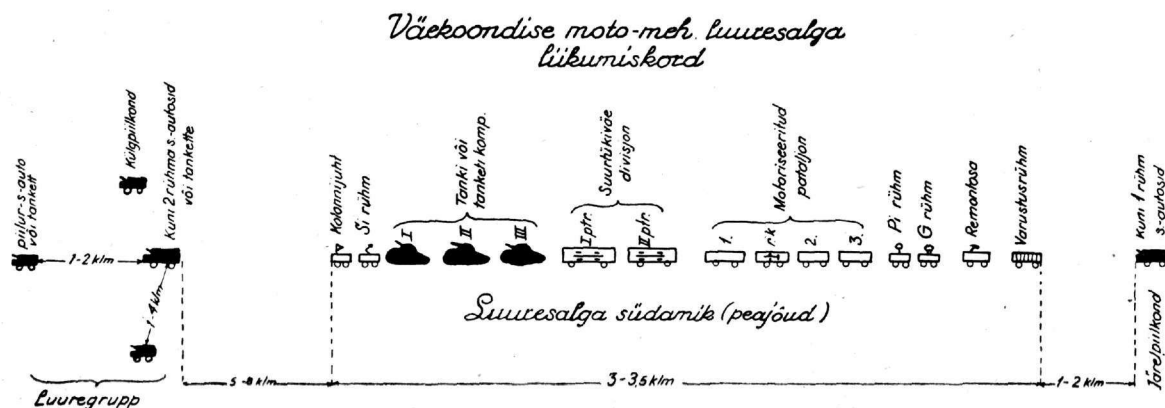 Väekoondise moto-meh. luuresalga
liikumiskord
piilur-s.-auto
või tankett
Külgpiilkond
Kuni 2 rühma s.-autosid
või tankette
Kolonnijuht
Si rühm
Tanki või
tanketi komp.
I
II
III
Suurtükiväe
divisjon
I ptr.
II ptr.
Motoriseeritud
pataljon
1.
r.k.
2.
3.
Pi rühm
G rühm
Remontosa
Varustusrühm
Kuni 1 rühm
s.-autosid
1-2 klm
1-4 klm
Luuresalga südamik (peajõud)
5-8 klm
3-3,5 klm
1-2 klm
Järelpiilkond
Luuregrupp